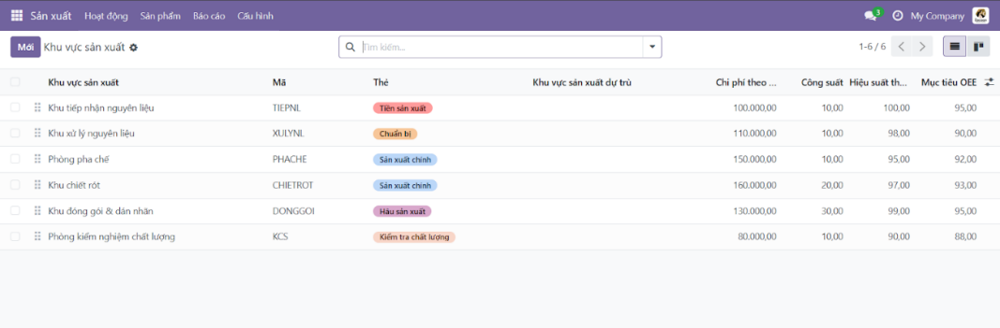 Sản xuất Hoạt động Sản phẩm Báo cáo Cấu hình 3 My Company
Mới Khu vực sản xuất Tìm kiếm... 1-6 / 6
Khu vực sản xuất Mã Thẻ Khu vực sản xuất dự trù Chi phí theo ... Công suất Hiệu suất th... Mục tiêu OEE
Khu tiếp nhận nguyên liệu TIEPNL Tiền sản xuất 100.000,00 10,00 100,00 95,00
Khu xử lý nguyên liệu XULYNL Chuẩn bị 110.000,00 10,00 98,00 90,00
Phòng pha chế PHACHE Sản xuất chính 150.000,00 10,00 95,00 92,00
Khu chiết rót CHIETROT Sản xuất chính 160.000,00 20,00 97,00 93,00
Khu đóng gói & dán nhãn DONGGOI Hậu sản xuất 130.000,00 30,00 99,00 95,00
Phòng kiểm nghiệm chất lượng KCS Kiểm tra chất lượng 80.000,00 10,00 90,00 88,00